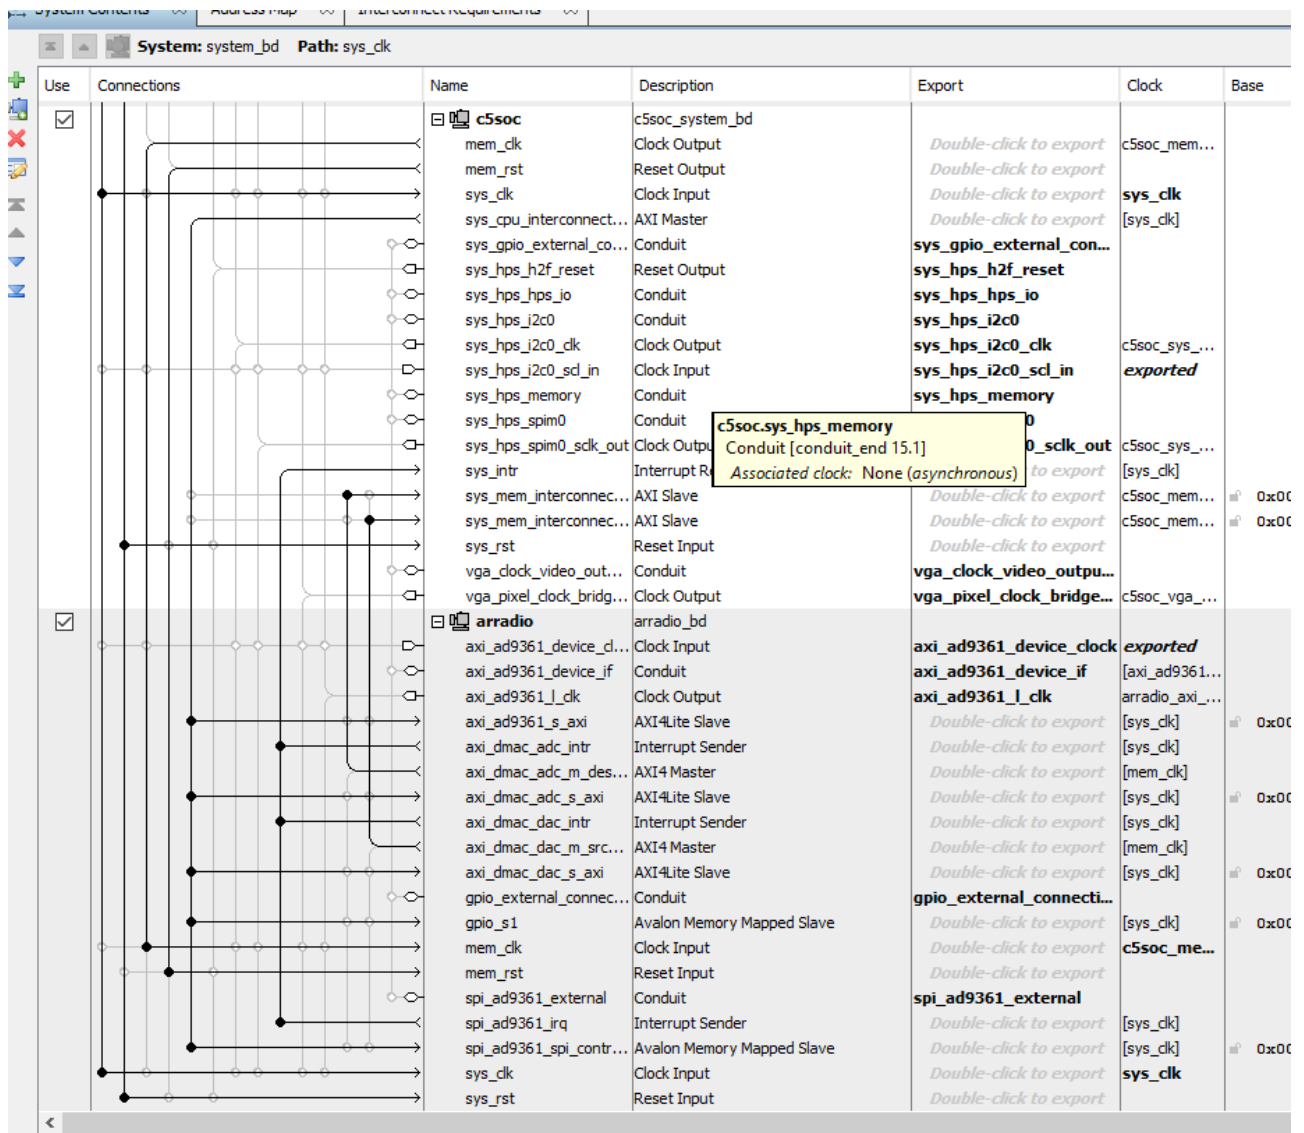 System Contents Address Map Interconnect Requirements
System: system_bd Path: sys_clk
Use Connections Name Description Export Clock Base
c5soc c5soc_system_bd
mem_clk Clock Output Double-click to export c5soc_mem...
mem_rst Reset Output Double-click to export
sys_clk Clock Input Double-click to export sys_clk
sys_cpu_interconnect... AXI Master Double-click to export [sys_clk]
sys_gpio_external_co... Conduit sys_gpio_external_con...
sys_hps_h2f_reset Reset Output sys_hps_h2f_reset
sys_hps_hps_io Conduit sys_hps_hps_io
sys_hps_i2c0 Conduit sys_hps_i2c0
sys_hps_i2c0_clk Clock Output sys_hps_i2c0_clk c5soc_sys_...
sys_hps_i2c0_scl_in Clock Input sys_hps_i2c0_scl_in exported
sys_hps_memory Conduit sys_hps_memory
sys_hps_spim0 Conduit 0
c5soc.sys_hps_memory
Conduit [conduit_end 15.1]
Associated clock: None (asynchronous)
sys_hps_spim0_sclk_out Clock Outpu 0_sclk_out c5soc_sys_...
sys_intr Interrupt R to export [sys_clk]
sys_mem_interconnec... AXI Slave Double-click to export c5soc_mem... 0x00
sys_mem_interconnec... AXI Slave Double-click to export c5soc_mem... 0x00
sys_rst Reset Input Double-click to export
vga_clock_video_out... Conduit vga_clock_video_outpu...
vga_pixel_clock_bridg... Clock Output vga_pixel_clock_bridge... c5soc_vga_...
arradio arradio_bd
axi_ad9361_device_cl... Clock Input axi_ad9361_device_clock exported
axi_ad9361_device_if Conduit axi_ad9361_device_if [axi_ad9361...
axi_ad9361_l_clk Clock Output axi_ad9361_l_clk arradio_axi_...
axi_ad9361_s_axi AXI4Lite Slave Double-click to export [sys_clk] 0x00
axi_dmac_adc_intr Interrupt Sender Double-click to export [sys_clk]
axi_dmac_adc_m_des... AXI4 Master Double-click to export [mem_clk]
axi_dmac_adc_s_axi AXI4Lite Slave Double-click to export [sys_clk] 0x00
axi_dmac_dac_intr Interrupt Sender Double-click to export [sys_clk]
axi_dmac_dac_m_src... AXI4 Master Double-click to export [mem_clk]
axi_dmac_dac_s_axi AXI4Lite Slave Double-click to export [sys_clk] 0x00
gpio_external_connec... Conduit gpio_external_connecti...
gpio_s1 Avalon Memory Mapped Slave Double-click to export [sys_clk] 0x00
mem_clk Clock Input Double-click to export c5soc_me...
mem_rst Reset Input Double-click to export
spi_ad9361_external Conduit spi_ad9361_external
spi_ad9361_irq Interrupt Sender Double-click to export [sys_clk]
spi_ad9361_spi_contr... Avalon Memory Mapped Slave Double-click to export [sys_clk] 0x00
sys_clk Clock Input Double-click to export sys_clk
sys_rst Reset Input Double-click to export